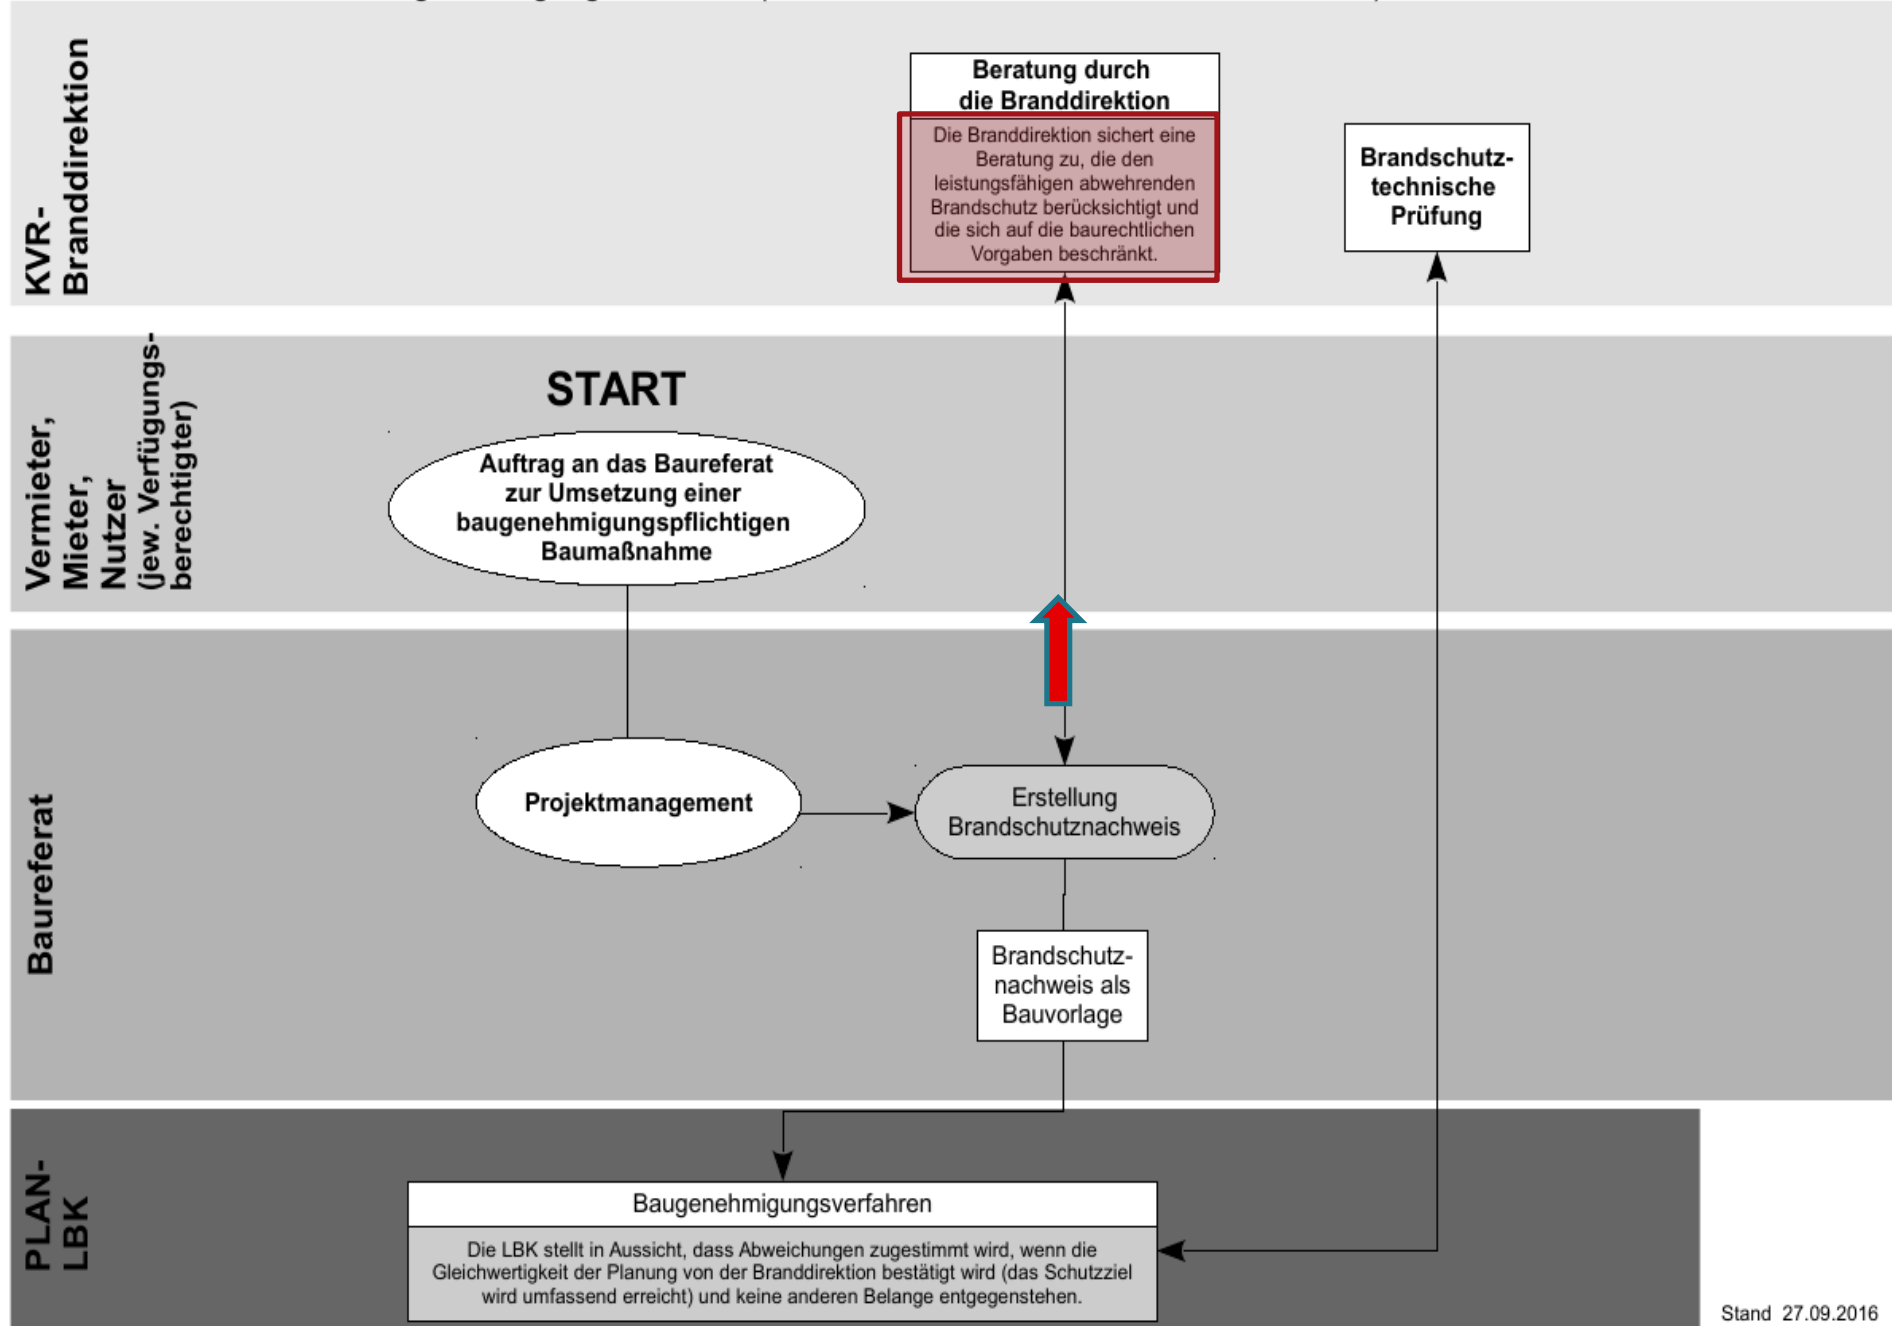 KVR-
Branddirektion
Beratung durch
die Branddirektion
Die Branddirektion sichert eine
Beratung zu, die den
leistungsfähigen abwehrenden
Brandschutz berücksichtigt und
die sich auf die baurechtlichen
Vorgaben beschränkt.
Brandschutz-
technische
Prüfung
Vermieter,
Mieter,
Nutzer
(jew. Verfügungs-
berechtigter)
START
Auftrag an das Baureferat
zur Umsetzung einer
baugenehmigungspflichtigen
Baumaßnahme
Baureferat
Projektmanagement
Erstellung
Brandschutznachweis
Brandschutz-
nachweis als
Bauvorlage
PLAN-
LBK
Baugenehmigungsverfahren
Die LBK stellt in Aussicht, dass Abweichungen zugestimmt wird, wenn die
Gleichwertigkeit der Planung von der Branddirektion bestätigt wird (das Schutzziel
wird umfassend erreicht) und keine anderen Belange entgegenstehen.
Stand 27.09.2016